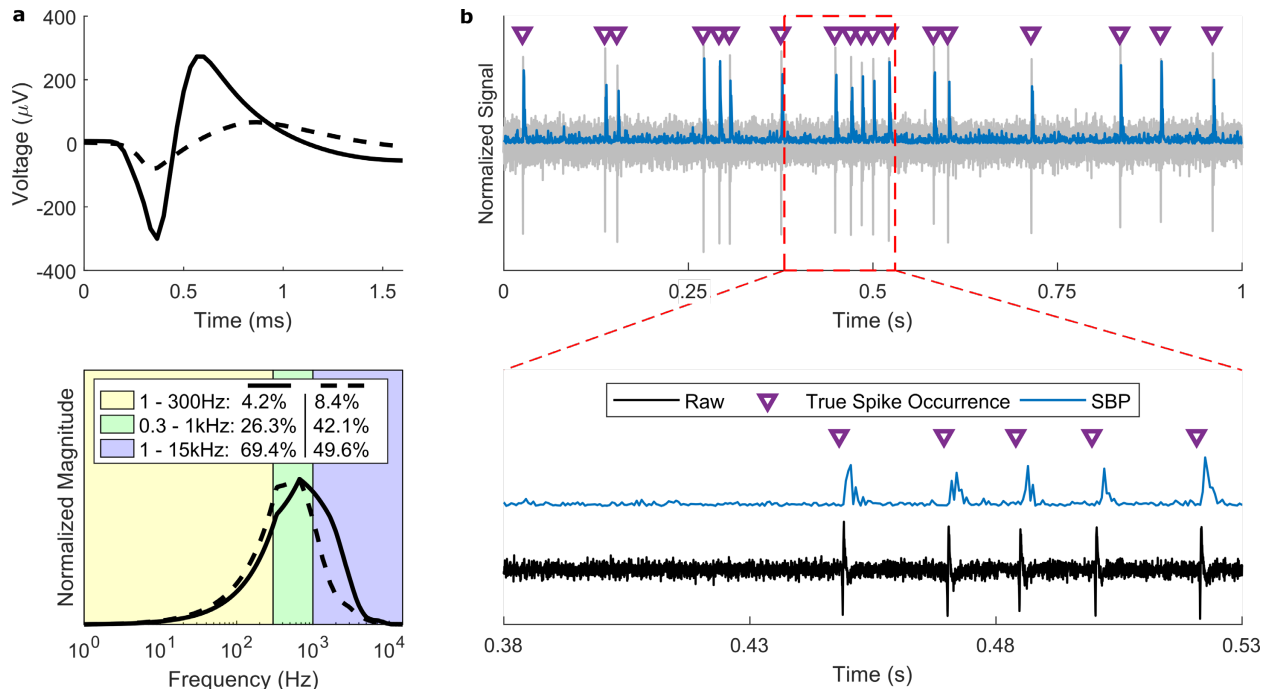 a
400
200
0
-200
-400
Voltage (μV)
0
0.5
1
1.5
Time (ms)
1 - 300Hz: 4.2% 8.4%
0.3 - 1kHz: 26.3% 42.1%
1 - 15kHz: 69.4% 49.6%
Normalized Magnitude
10^0
10^1
10^2
10^3
10^4
Frequency (Hz)
b
Normalized Signal
0
0.25
0.5
0.75
1
Time (s)
Raw
True Spike Occurrence
SBP
0.38
0.43
0.48
0.53
Time (s)